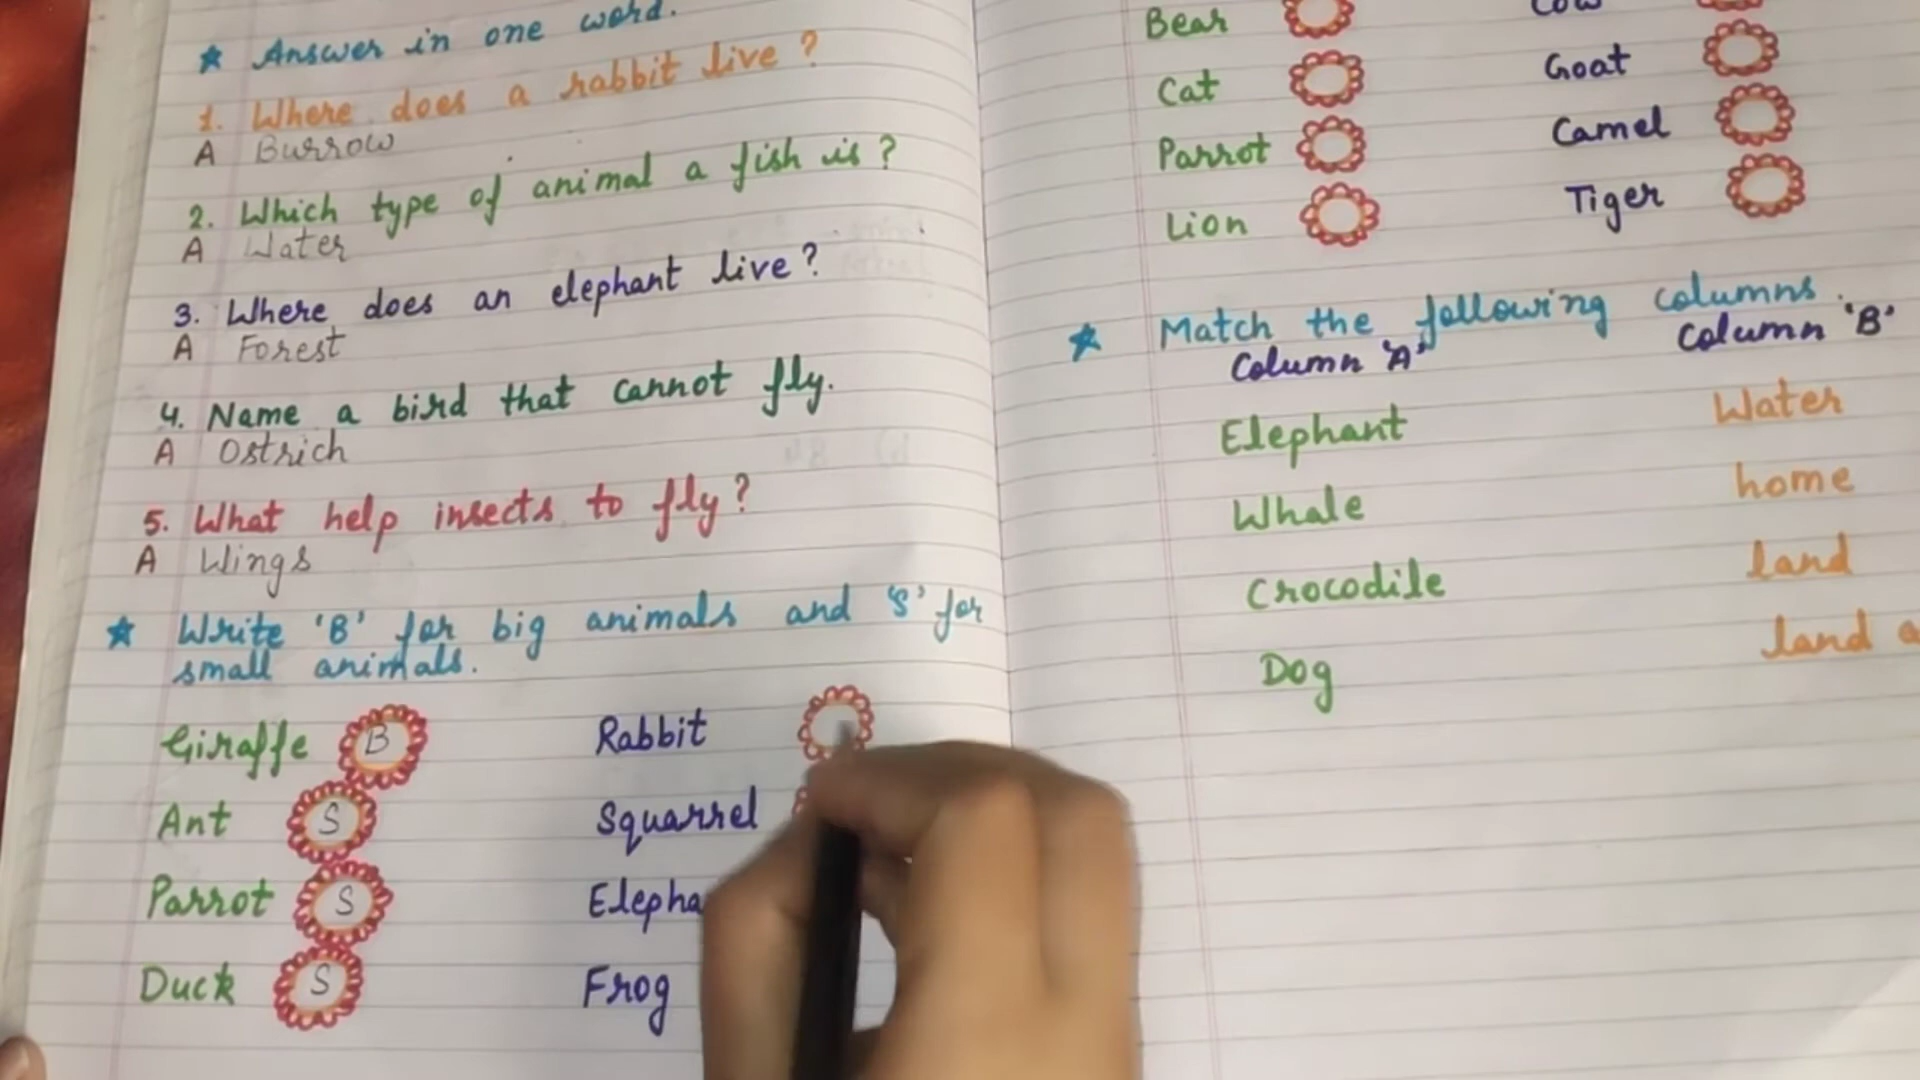 ★ Answer in one word.
1. Where does a rabbit live ?
A Burrow
2. Which type of animal a fish is ?
A Water
3. Where does an elephant live ?
A Forest
4. Name a bird that cannot fly.
A Ostrich
5. What help insects to fly ?
A Wings
★ Write 'B' for big animals and 'S' for
small animals.
Giraffe B Rabbit
Ant S Squarrel
Parrot S Elepha
Duck S Frog
Bear Cow
Cat Goat
Parrot Camel
Lion Tiger
★ Match the following columns.
Column 'A' Column 'B'
Elephant Water
Whale home
Crocodile land
Dog land a